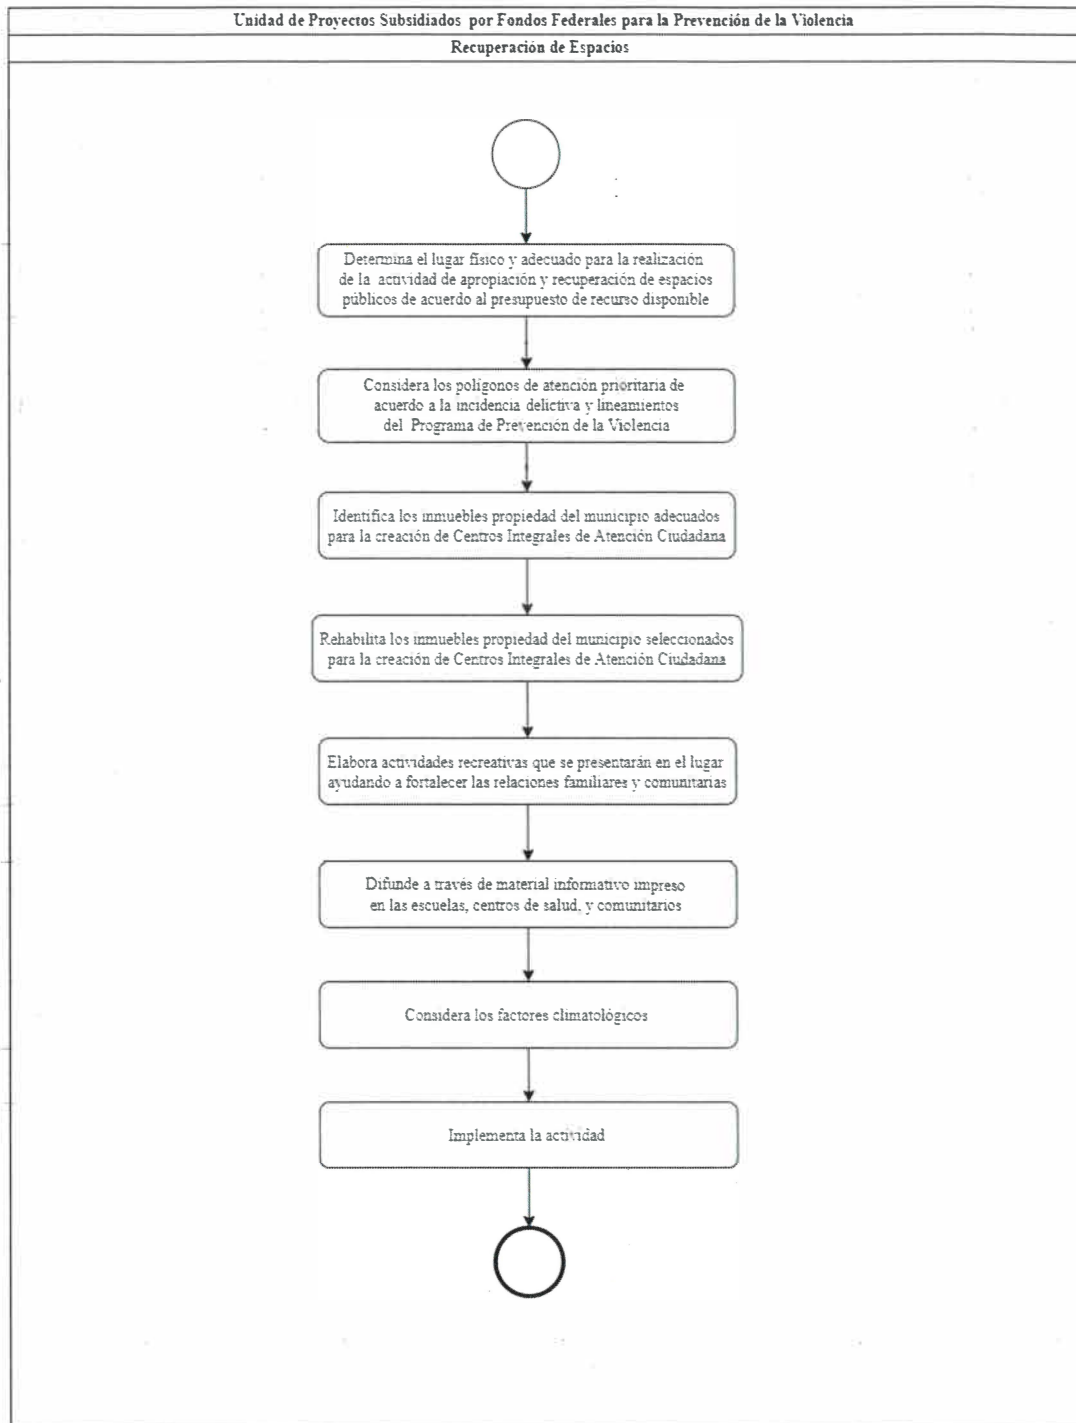 Unidad de Proyectos Subsidiados por Fondos Federales para la Prevención de la Violencia
Recuperación de Espacios
Determina el lugar físico y adecuado para la realización
de la actividad de apropiación y recuperación de espacios
públicos de acuerdo al presupuesto de recurso disponible
Considera los polígonos de atención prioritaria de
acuerdo a la incidencia delictiva y lineamientos
del Programa de Prevención de la Violencia
Identifica los inmuebles propiedad del municipio adecuados
para la creación de Centros Integrales de Atención Ciudadana
Rehabilita los inmuebles propiedad del municipio seleccionados
para la creación de Centros Integrales de Atención Ciudadana
Elabora actividades recreativas que se presentarán en el lugar
ayudando a fortalecer las relaciones familiares y comunitarias
Difunde a través de material informativo impreso
en las escuelas, centros de salud, y comunitarios
Considera los factores climatológicos
Implementa la actividad